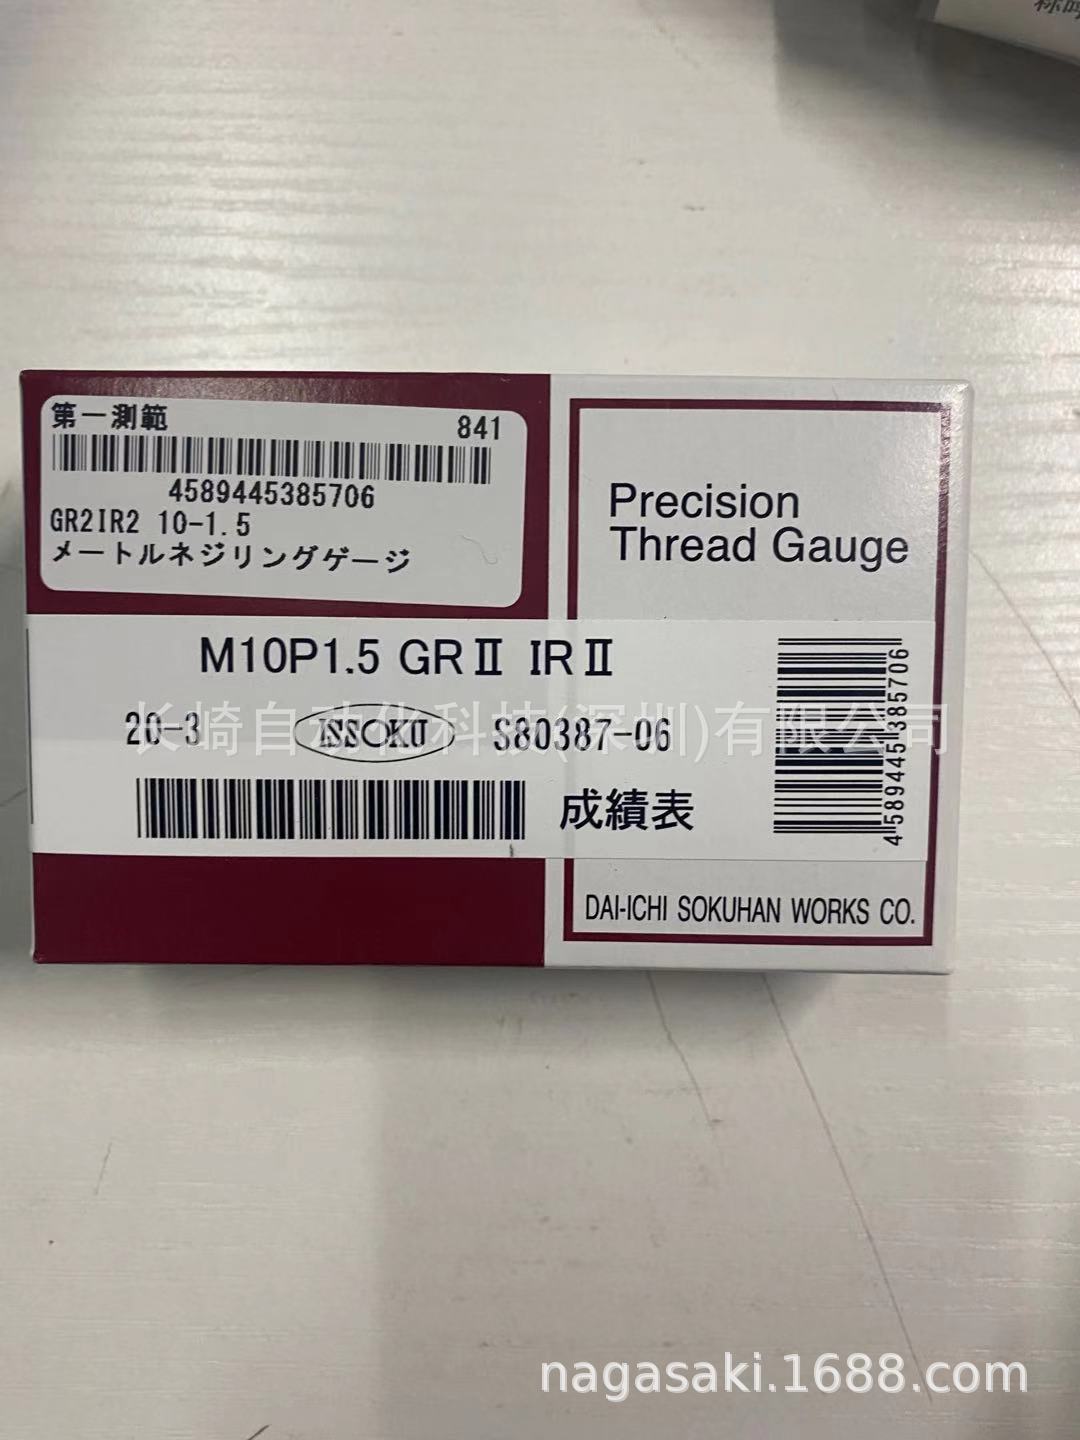 第一測範
841
4589445385706
GR2IR2 10-1.5
メートルネジリングゲージ
Precision
Thread Gauge
M10P1.5 GRⅡ IRⅡ
20-3
ISSOKU
S80387-06
长崎自动化科技(深圳)有限公司
成績表
4589445385706
DAI-ICHI SOKUHAN WORKS CO.
nagasaki.1688.com